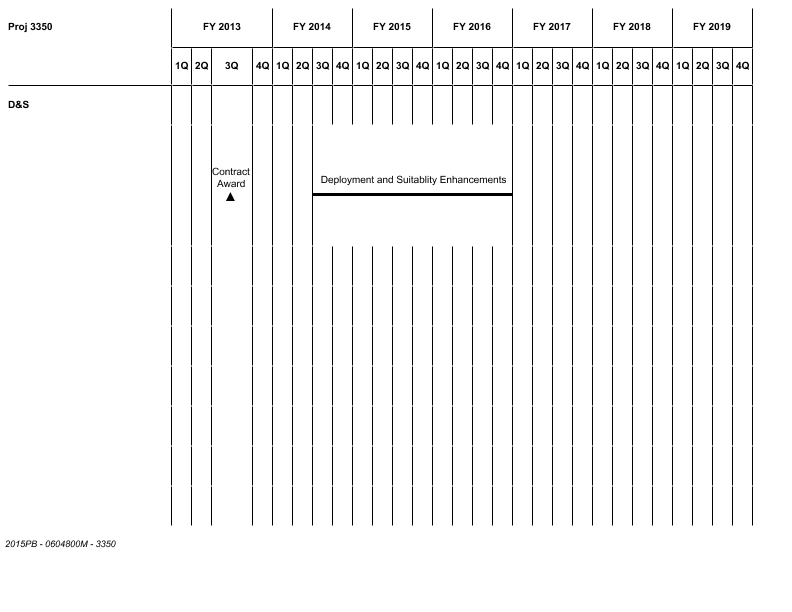 Proj 3350 FY 2013 FY 2014 FY 2015 FY 2016 FY 2017 FY 2018 FY 2019
1Q 2Q 3Q 4Q 1Q 2Q 3Q 4Q 1Q 2Q 3Q 4Q 1Q 2Q 3Q 4Q 1Q 2Q 3Q 4Q 1Q 2Q 3Q 4Q 1Q 2Q 3Q 4Q
D&S
Contract
Award
Deployment and Suitablity Enhancements
2015PB - 0604800M - 3350